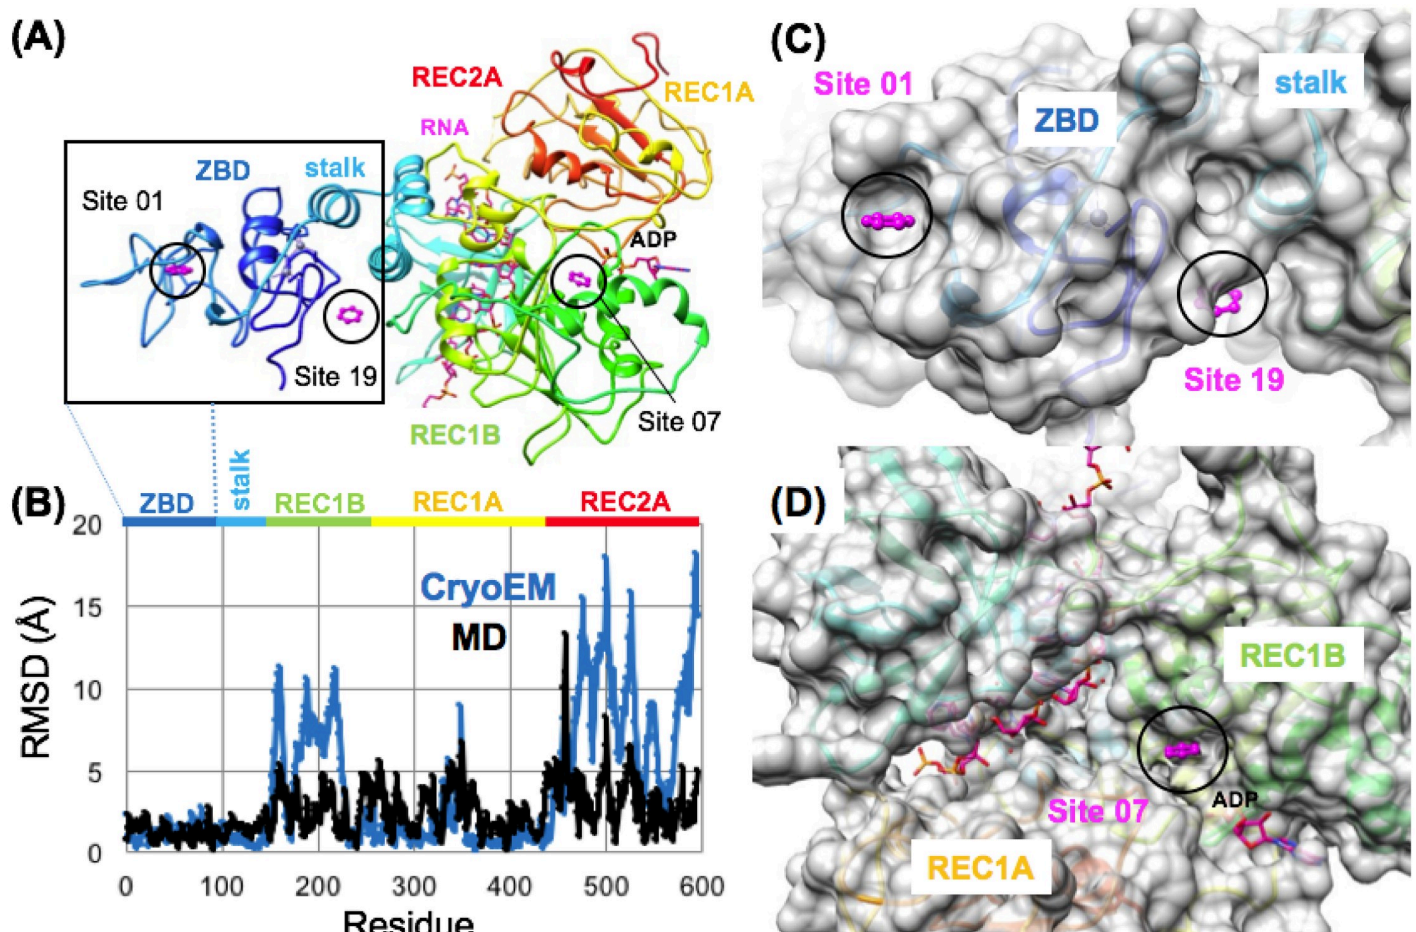 (A)
REC2A
REC1A
RNA
ZBD
stalk
Site 01
ADP
Site 19
Site 07
REC1B
(B)
ZBD
stalk
REC1B
REC1A
REC2A
20
15
10
5
0
RMSD (Å)
CryoEM
MD
0
100
200
300
400
500
600
Residue
(C)
Site 01
ZBD
stalk
Site 19
(D)
REC1B
Site 07
ADP
REC1A